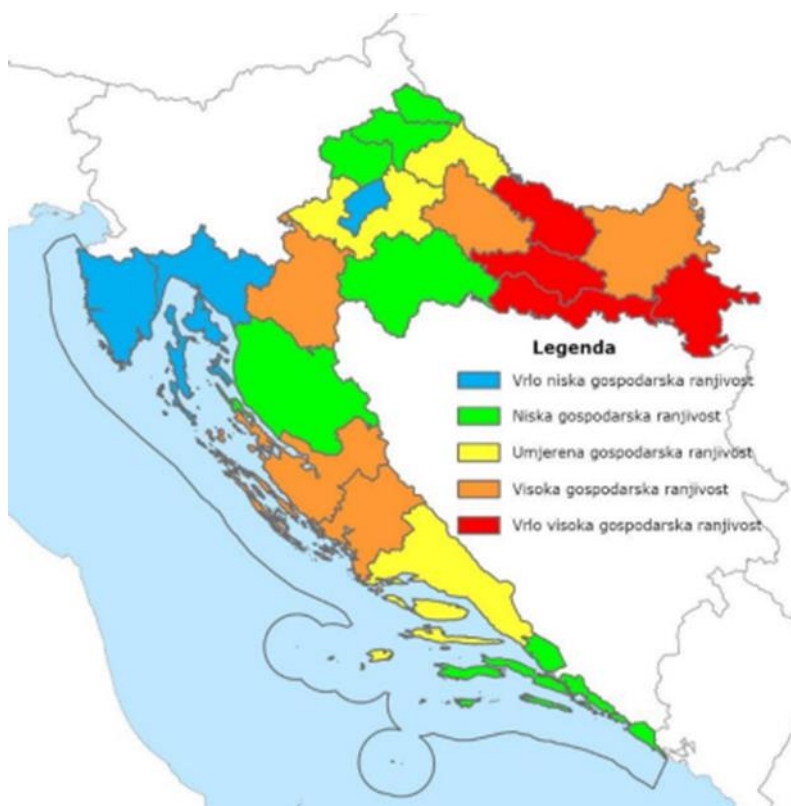 Legenda
Vrlo niska gospodarska ranjivost
Niska gospodarska ranjivost
Umjerena gospodarska ranjivost
Visoka gospodarska ranjivost
Vrlo visoka gospodarska ranjivost